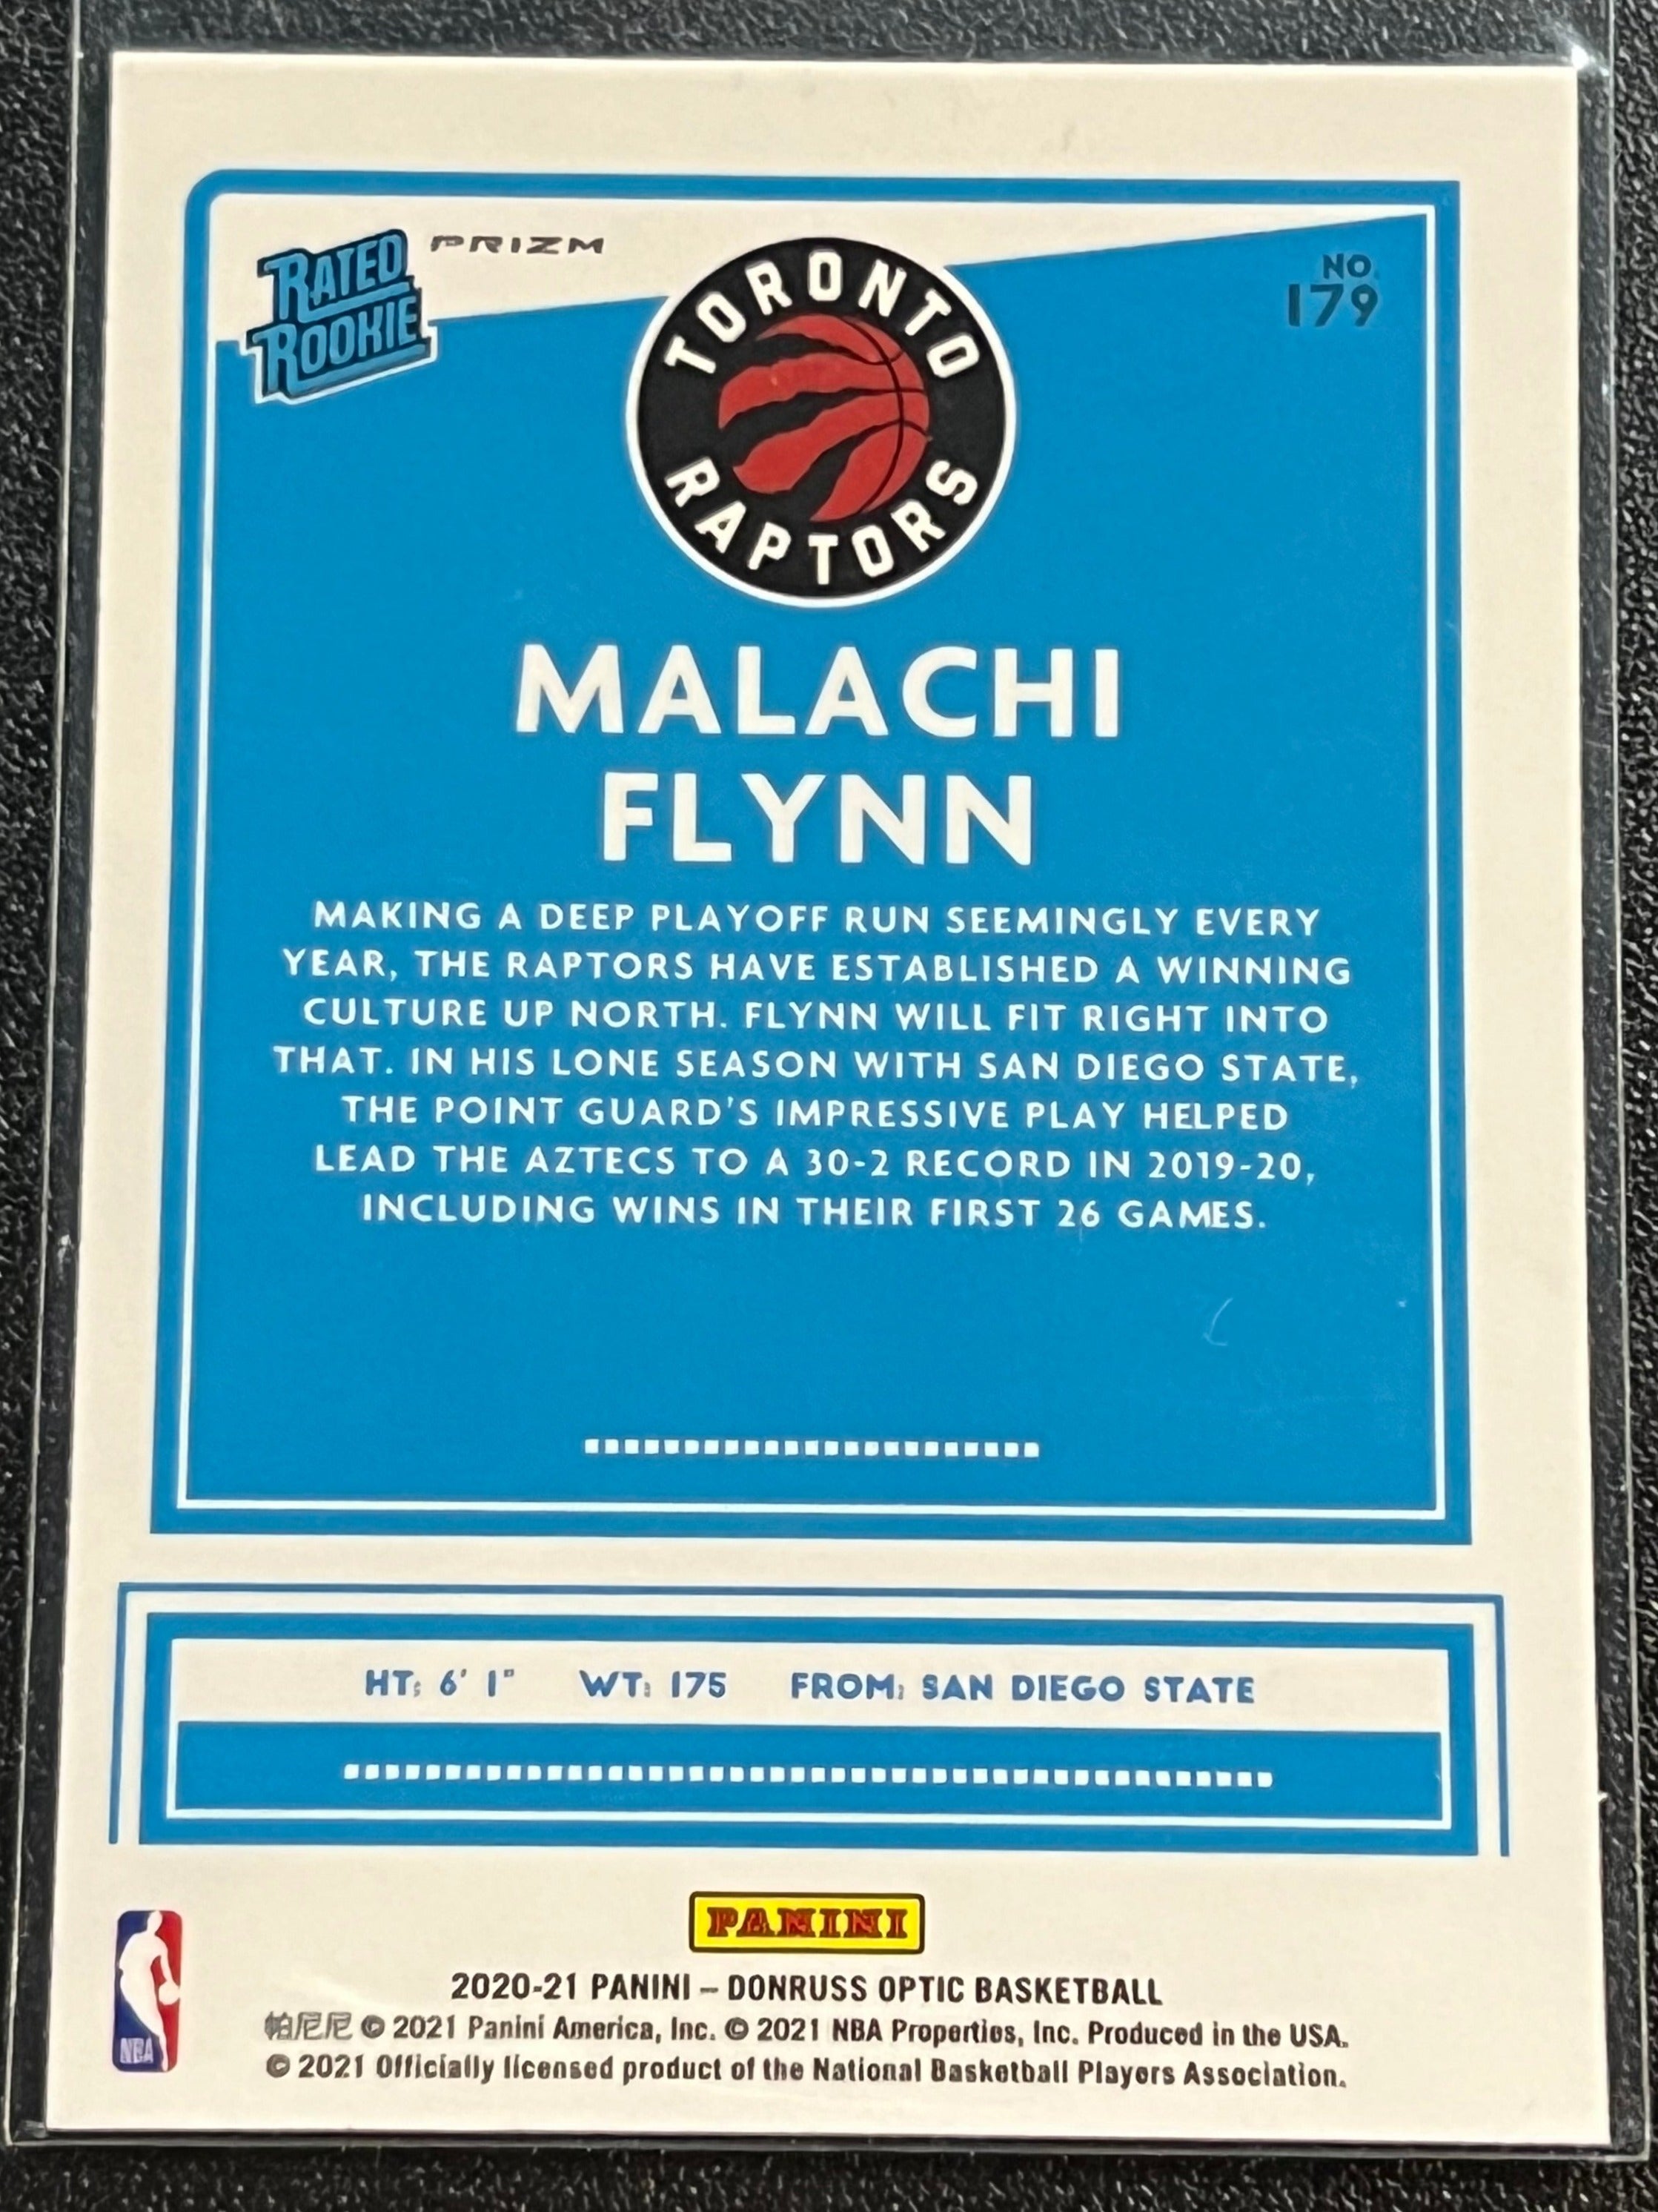 RATED
ROOKIE
PRIZM
TORONTO
RAPTORS
NO.
179
MALACHI
FLYNN
MAKING A DEEP PLAYOFF RUN SEEMINGLY EVERY
YEAR, THE RAPTORS HAVE ESTABLISHED A WINNING
CULTURE UP NORTH. FLYNN WILL FIT RIGHT INTO
THAT. IN HIS LONE SEASON WITH SAN DIEGO STATE,
THE POINT GUARD'S IMPRESSIVE PLAY HELPED
LEAD THE AZTECS TO A 30-2 RECORD IN 2019-20,
INCLUDING WINS IN THEIR FIRST 26 GAMES.
HT: 6' 1" WT: 175 FROM: SAN DIEGO STATE
PANINI
NBA
2020-21 PANINI – DONRUSS OPTIC BASKETBALL
帕尼尼 © 2021 Panini America, Inc. © 2021 NBA Properties, Inc. Produced in the USA.
© 2021 Officially licensed product of the National Basketball Players Association.